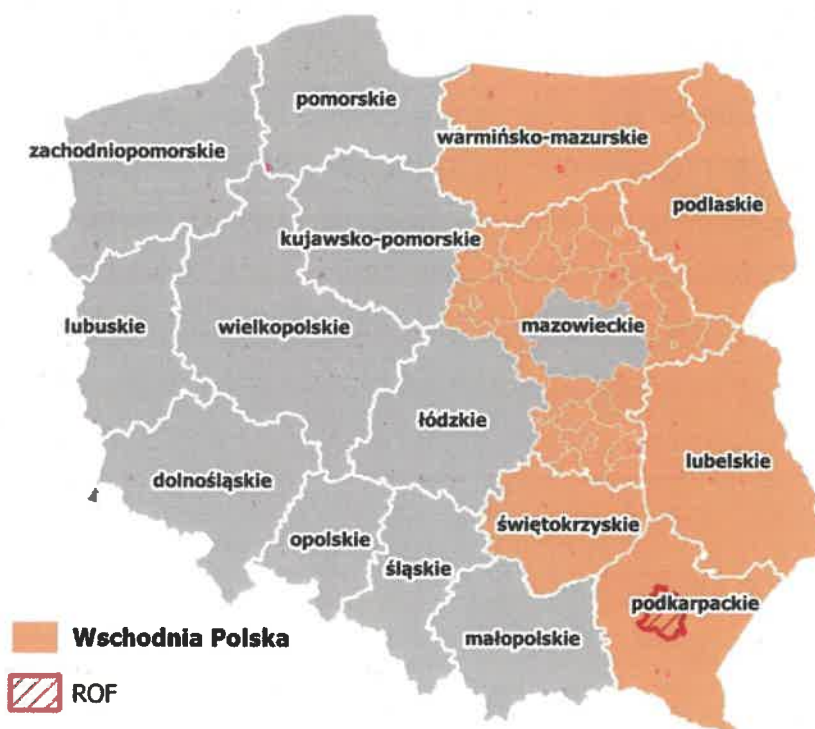 pomorskie
warmińsko-mazurskie
zachodniopomorskie
podlaskie
kujawsko-pomorskie
mazowieckie
lubuskie
wielkopolskie
łódzkie
lubelskie
dolnośląskie
świętokrzyskie
opolskie
śląskie
podkarpackie
małopolskie
Wschodnia Polska
ROF